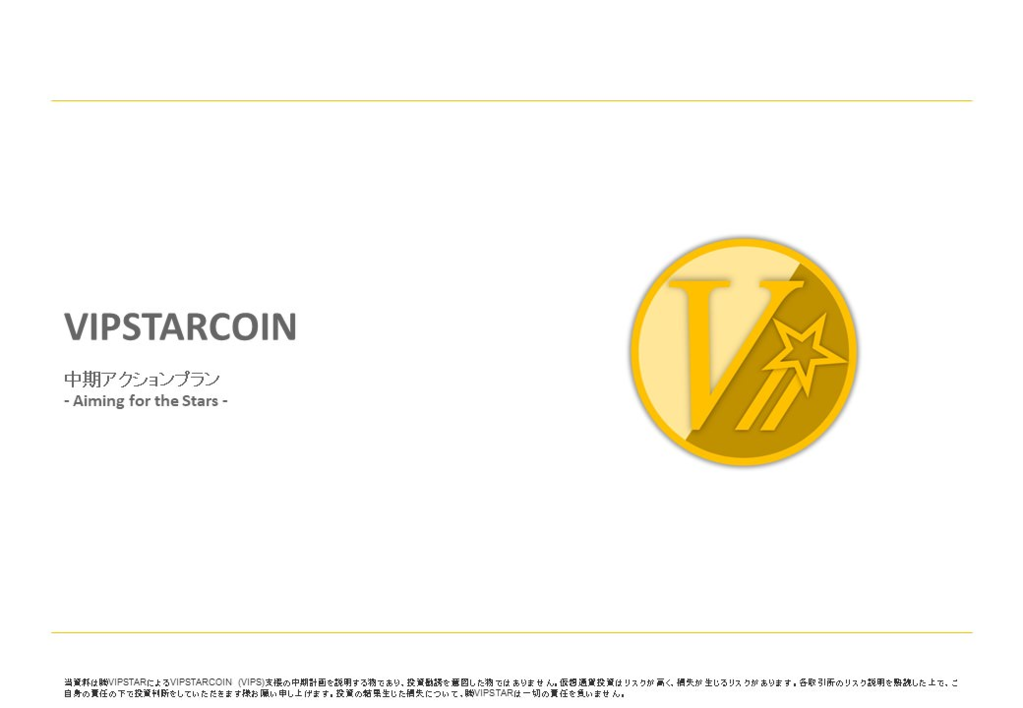 VIPSTARCOIN
中期アクションプラン
- Aiming for the Stars -
当資料は㈱VIPSTARによるVIPSTARCOIN (VIPS)支援の中期計画を説明する物であり、投資勧誘を意図した物ではありません。仮想通貨投資はリスクが高く、損失が生じるリスクがあります。各取引所のリスク説明を熟読した上で、ご
自身の責任の下で投資判断をしていただきます様お願い申し上げます。投資の結果生じた損失について、㈱VIPSTARは一切の責任を負いません。